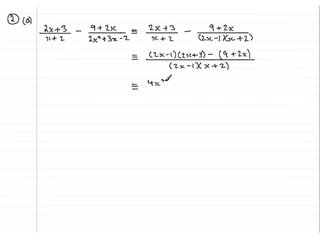 ② (a)
(2x+3)/(x+2) - (9+2x)/(2x²+3x-2) ≡ (2x+3)/(x+2) - (9+2x)/((2x-1)(x+2))
≡ ((2x-1)(2x+3) - (9+2x))/((2x-1)(x+2))
≡ 4x²